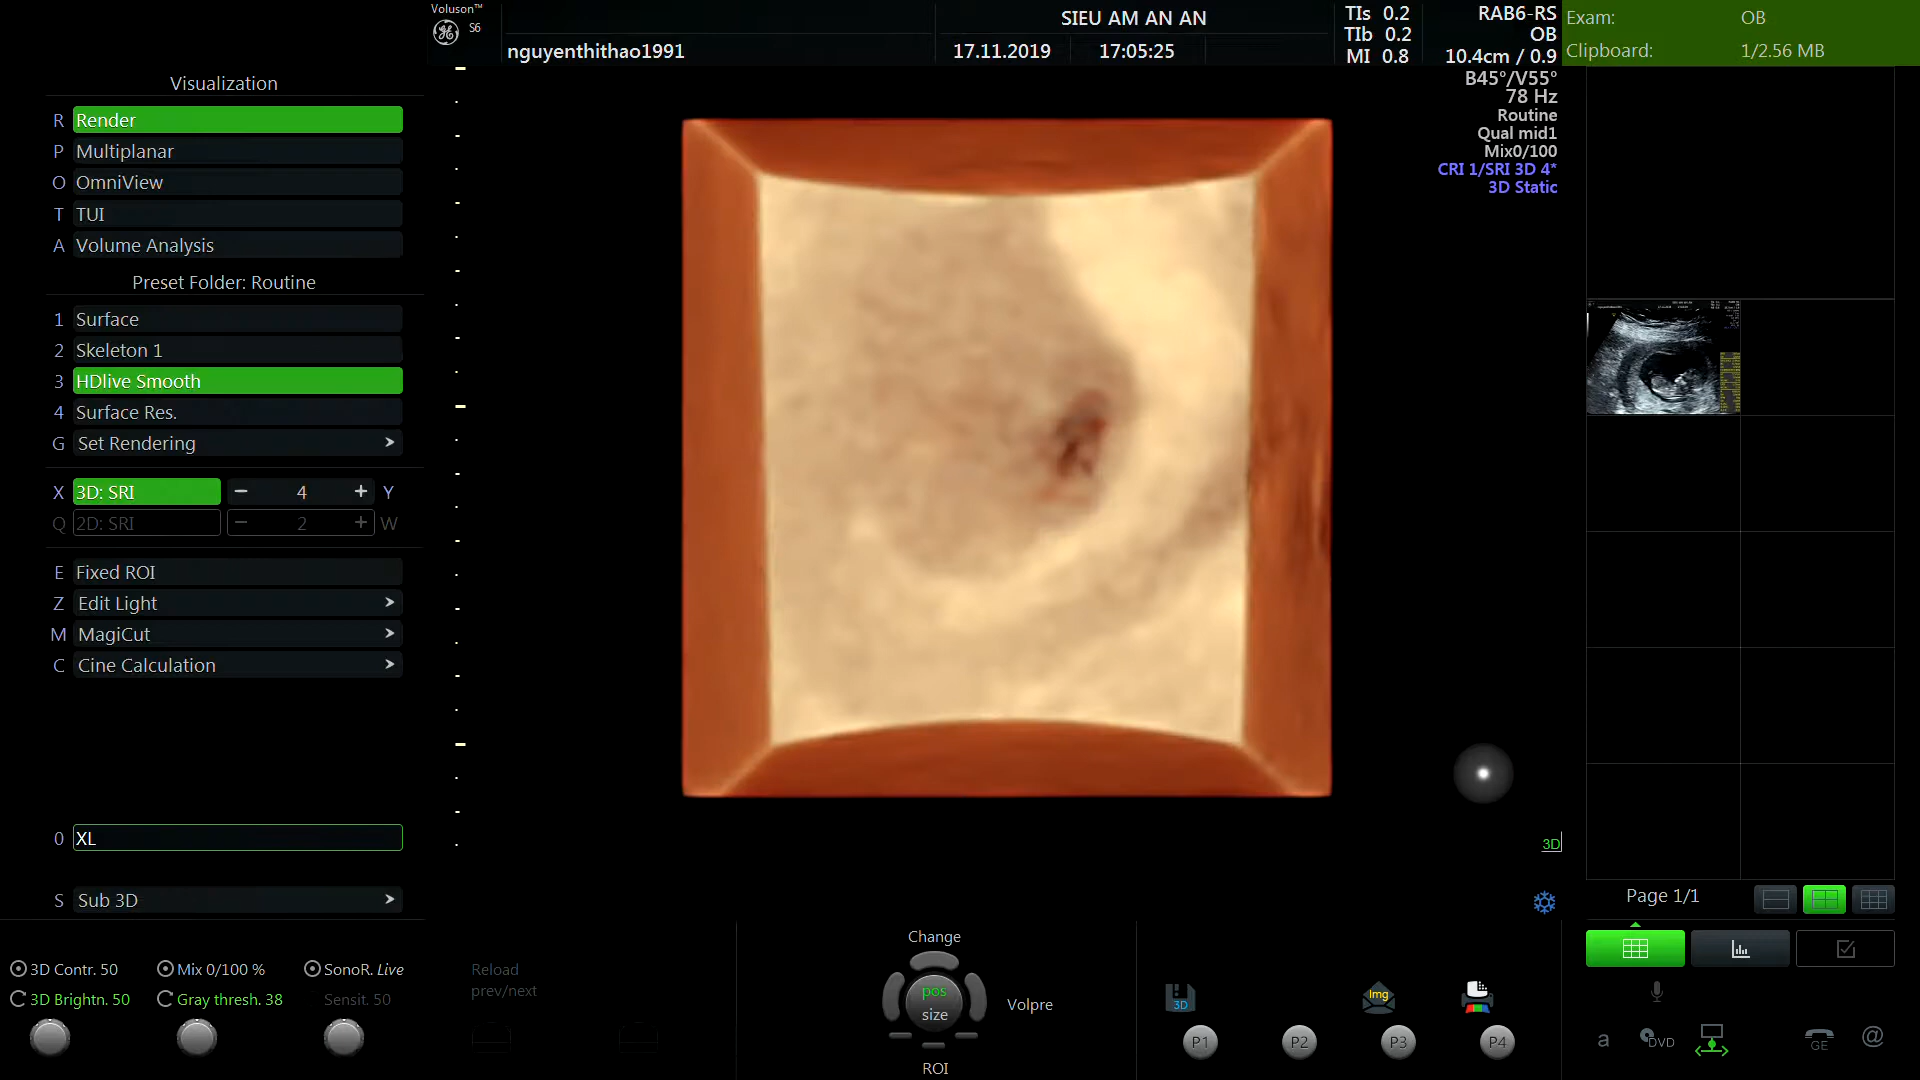 Voluson™
S6
nguyenthithao1991
SIEU AM AN AN
17.11.2019 17:05:25
TIs 0.2
TIb 0.2
MI 0.8
RAB6-RS
OB
10.4cm / 0.9
B45°/V55°
78 Hz
Routine
Qual mid1
Mix0/100
CRI 1/SRI 3D 4*
3D Static
Exam: OB
Clipboard: 1/2.56 MB
Visualization
R Render
P Multiplanar
O OmniView
T TUI
A Volume Analysis
Preset Folder: Routine
1 Surface
2 Skeleton 1
3 HDlive Smooth
4 Surface Res.
G Set Rendering >
X 3D: SRI − 4 + Y
Q 2D: SRI − 2 + W
E Fixed ROI
Z Edit Light >
M MagiCut >
C Cine Calculation >
0 XL
S Sub 3D >
3D
Page 1/1
3D Contr. 50 Mix 0/100 % SonoR. Live
3D Brightn. 50 Gray thresh. 38 Sensit. 50
Reload
prev/next
Change
pos
size
Volpre
ROI
3D
Img
P1 P2 P3 P4
a DVD GE @